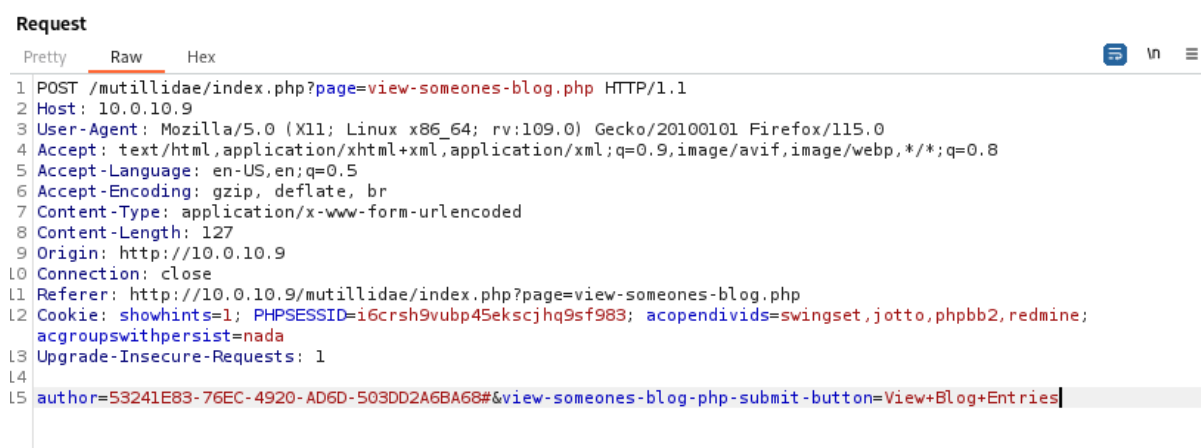 Request
Pretty Raw Hex \n
1 POST /mutillidae/index.php?page=view-someones-blog.php HTTP/1.1
2 Host: 10.0.10.9
3 User-Agent: Mozilla/5.0 (X11; Linux x86_64; rv:109.0) Gecko/20100101 Firefox/115.0
4 Accept: text/html,application/xhtml+xml,application/xml;q=0.9,image/avif,image/webp,*/*;q=0.8
5 Accept-Language: en-US,en;q=0.5
6 Accept-Encoding: gzip, deflate, br
7 Content-Type: application/x-www-form-urlencoded
8 Content-Length: 127
9 Origin: http://10.0.10.9
10 Connection: close
11 Referer: http://10.0.10.9/mutillidae/index.php?page=view-someones-blog.php
12 Cookie: showhints=1; PHPSESSID=i6crsh9vubp45ekscjhq9sf983; acopendivids=swingset,jotto,phpbb2,redmine;
acgroupswithpersist=nada
13 Upgrade-Insecure-Requests: 1
14
15 author=53241E83-76EC-4920-AD6D-503DD2A6BA68#&view-someones-blog-php-submit-button=View+Blog+Entries